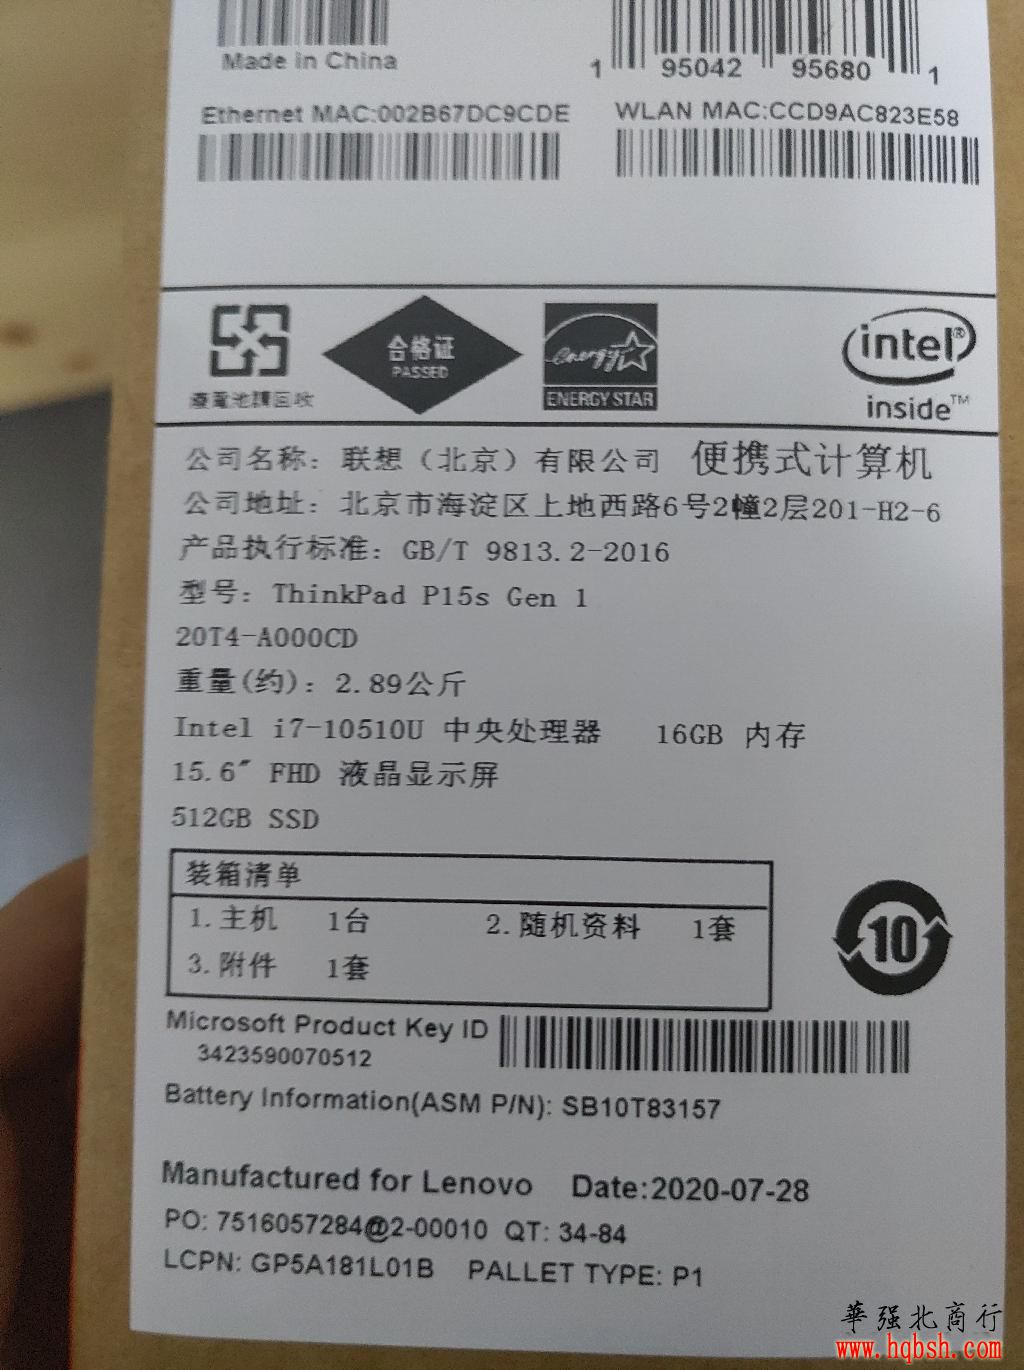 Made in China
1 95042 95680 1
Ethernet MAC:002B67DC9CDE WLAN MAC:CCD9AC823E58
廢電池請回收
合格证
PASSED
energy
ENERGY STAR
intel®
inside™
公司名称: 联想（北京）有限公司 便携式计算机
公司地址: 北京市海淀区上地西路6号2幢2层201-H2-6
产品执行标准: GB/T 9813.2-2016
型号: ThinkPad P15s Gen 1
20T4-A000CD
重量(约): 2.89公斤
Intel i7-10510U 中央处理器 16GB 内存
15.6" FHD 液晶显示屏
512GB SSD
装箱清单
1.主机 1台 2.随机资料 1套
3.附件 1套
10
Microsoft Product Key ID
3423590070512
Battery Information(ASM P/N): SB10T83157
Manufactured for Lenovo Date:2020-07-28
PO: 7516057284@2-00010 QT: 34-84
LCPN: GP5A181L01B PALLET TYPE: P1
華强北商行
www.hqbsh.com